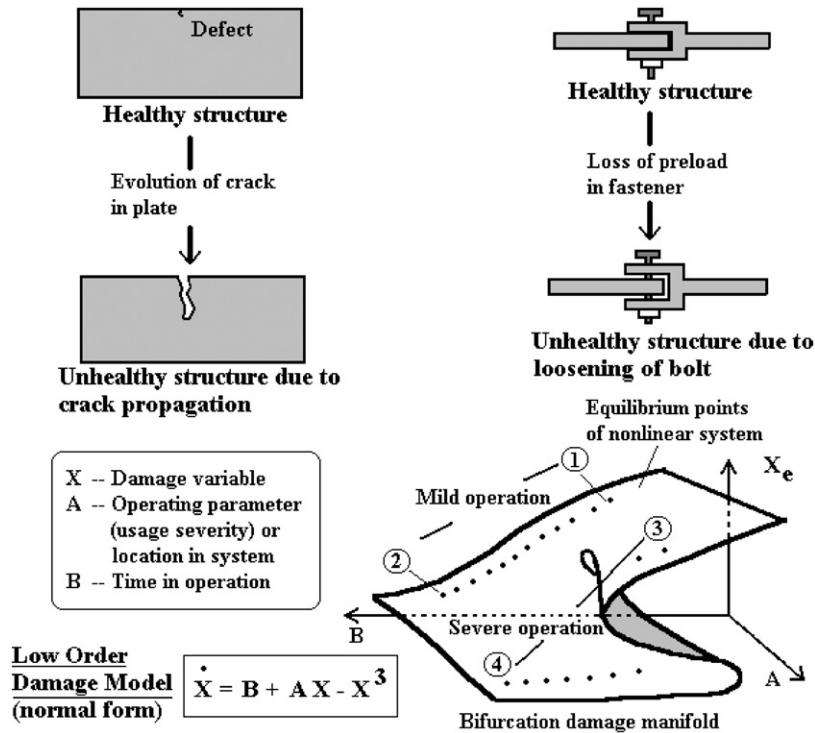 Defect
Healthy structure
Evolution of crack
in plate
Unhealthy structure due to
crack propagation
Healthy structure
Loss of preload
in fastener
Unhealthy structure due to
loosening of bolt
X -- Damage variable
A -- Operating parameter
(usage severity) or
location in system
B -- Time in operation
Low Order
Damage Model
(normal form)
Ẋ = B + A X - X³
Equilibrium points
of nonlinear system
Xₑ
1
Mild operation
3
2
B
Severe operation
4
A
Bifurcation damage manifold